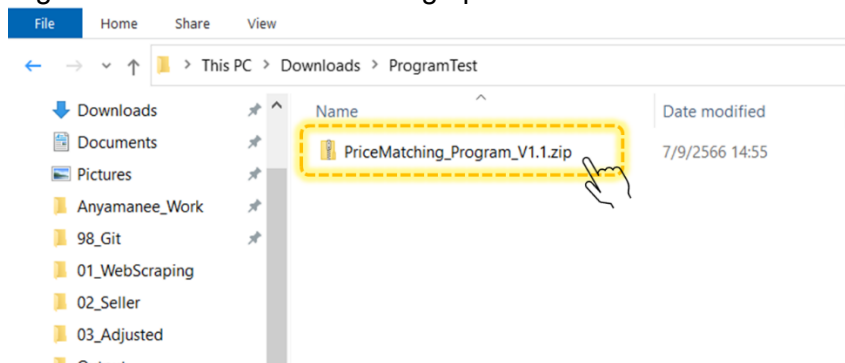 File Home Share View
This PC > Downloads > ProgramTest
Name Date modified
Downloads
PriceMatching_Program_V1.1.zip 7/9/2566 14:55
Documents
Pictures
Anyamanee_Work
98_Git
01_WebScraping
02_Seller
03_Adjusted